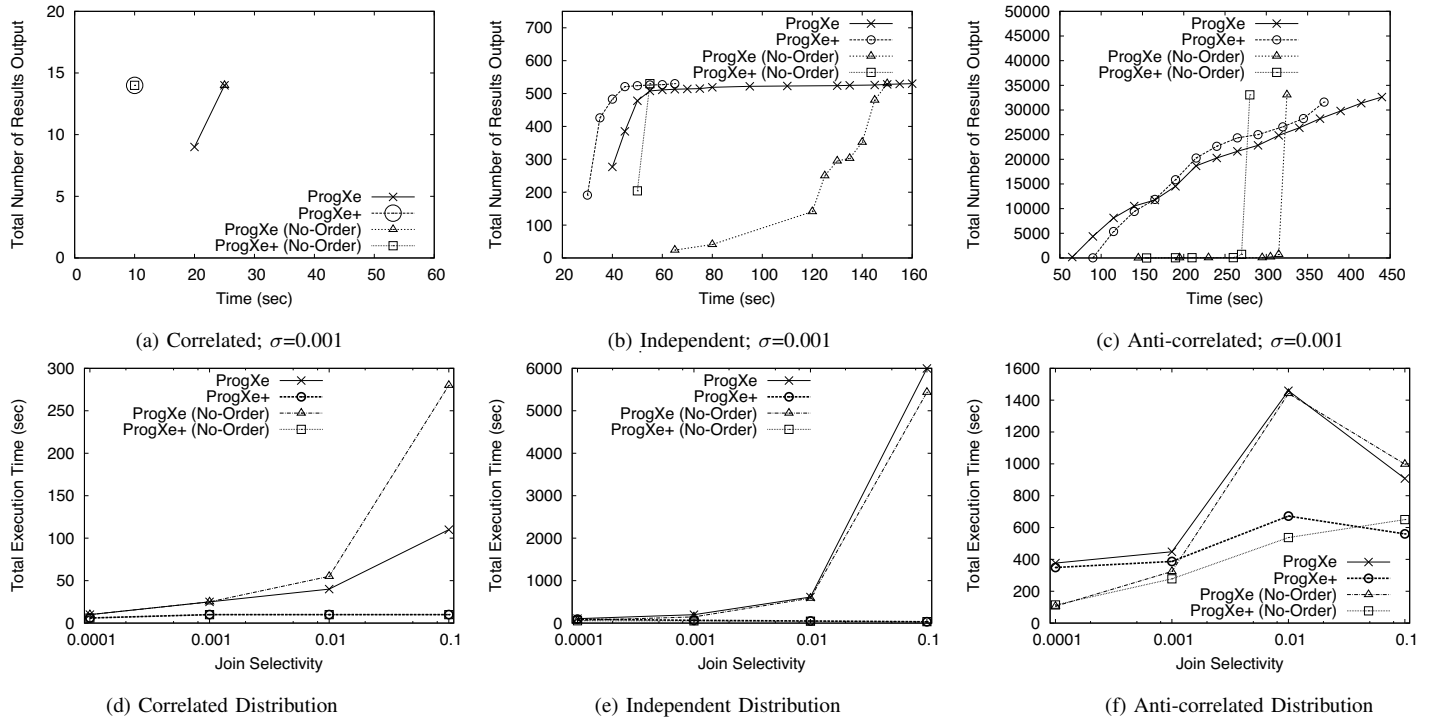 Total Number of Results Output
20
15
10
5
0
0 10 20 30 40 50 60
Time (sec)
ProgXe
ProgXe+
ProgXe (No-Order)
ProgXe+ (No-Order)
(a) Correlated; σ=0.001
Total Number of Results Output
700
600
500
400
300
200
100
0
20 40 60 80 100 120 140 160
Time (sec)
ProgXe
ProgXe+
ProgXe (No-Order)
ProgXe+ (No-Order)
(b) Independent; σ=0.001
Total Number of Results Output
50000
45000
40000
35000
30000
25000
20000
15000
10000
5000
0
50 100 150 200 250 300 350 400 450
Time (sec)
ProgXe
ProgXe+
ProgXe (No-Order)
ProgXe+ (No-Order)
(c) Anti-correlated; σ=0.001
Total Execution Time (sec)
300
250
200
150
100
50
0
0.0001 0.001 0.01 0.1
Join Selectivity
ProgXe
ProgXe+
ProgXe (No-Order)
ProgXe+ (No-Order)
(d) Correlated Distribution
Total Execution Time (sec)
6000
5000
4000
3000
2000
1000
0
0.0001 0.001 0.01 0.1
Join Selectivity
ProgXe
ProgXe+
ProgXe (No-Order)
ProgXe+ (No-Order)
(e) Independent Distribution
Total Execution Time (sec)
1600
1400
1200
1000
800
600
400
200
0
0.0001 0.001 0.01 0.1
Join Selectivity
ProgXe
ProgXe+
ProgXe (No-Order)
ProgXe+ (No-Order)
(f) Anti-correlated Distribution